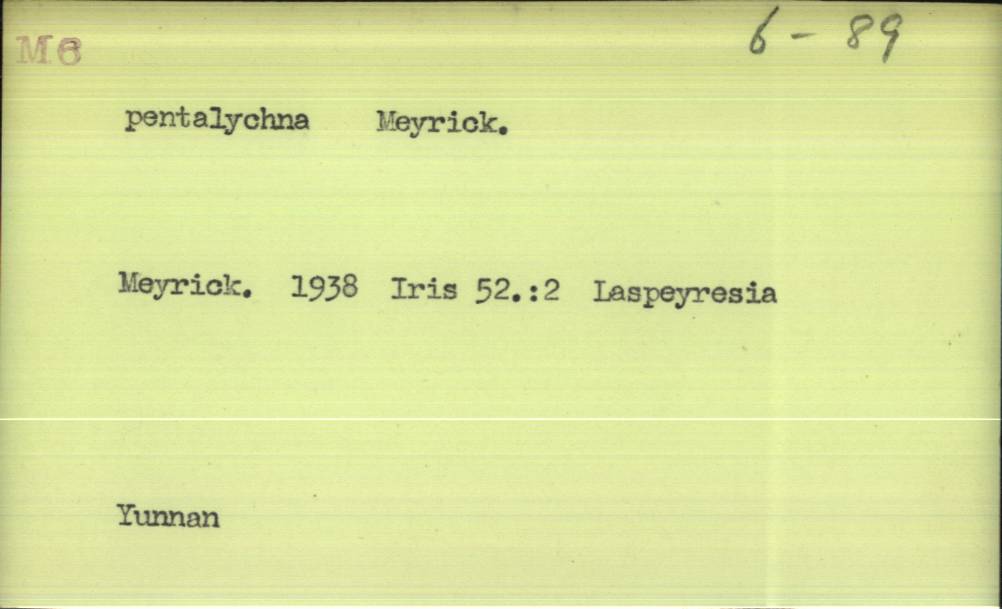 M6
6 - 89
pentalychna Meyrick.
Meyrick. 1938 Iris 52.:2 Laspeyresia
Yunnan